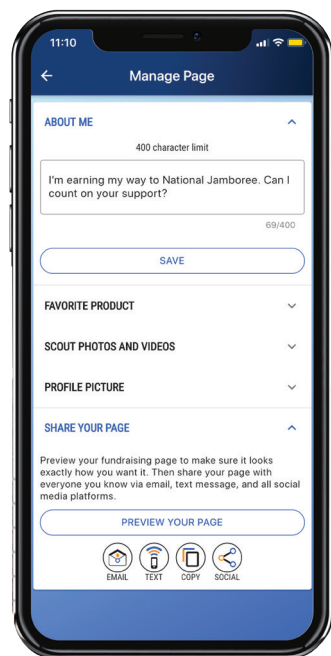 11:10
Manage Page
ABOUT ME
400 character limit
I'm earning my way to National Jamboree. Can I
count on your support?
69/400
SAVE
FAVORITE PRODUCT
SCOUT PHOTOS AND VIDEOS
PROFILE PICTURE
SHARE YOUR PAGE
Preview your fundraising page to make sure it looks
exactly how you want it. Then share your page with
everyone you know via email, text message, and all social
media platforms.
PREVIEW YOUR PAGE
EMAIL TEXT COPY SOCIAL